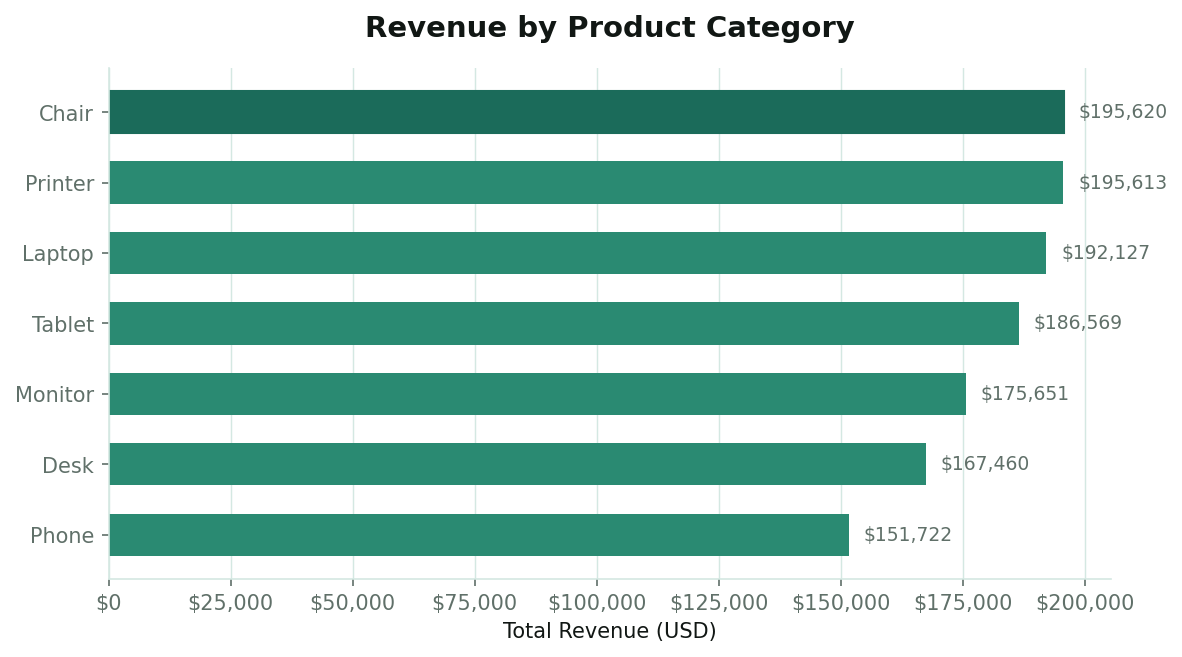 Revenue by Product Category
Chair $195,620
Printer $195,613
Laptop $192,127
Tablet $186,569
Monitor $175,651
Desk $167,460
Phone $151,722
$0 $25,000 $50,000 $75,000 $100,000 $125,000 $150,000 $175,000 $200,000
Total Revenue (USD)